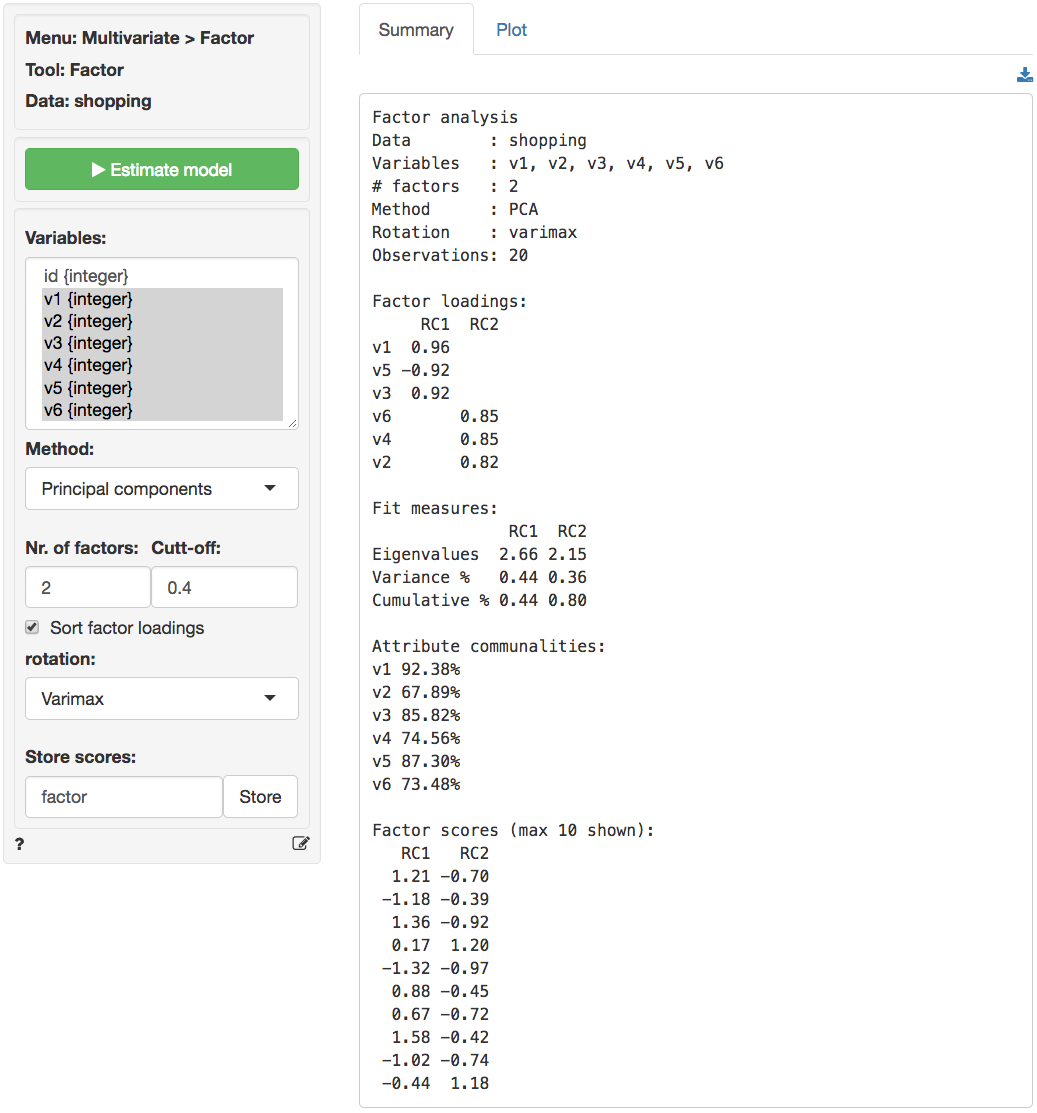 Menu: Multivariate > Factor
Tool: Factor
Data: shopping
Estimate model
Variables:
id {integer}
v1 {integer}
v2 {integer}
v3 {integer}
v4 {integer}
v5 {integer}
v6 {integer}
Method:
Principal components
Nr. of factors: Cutt-off:
2 0.4
Sort factor loadings
rotation:
Varimax
Store scores:
factor Store
?
Summary Plot
Factor analysis
Data : shopping
Variables : v1, v2, v3, v4, v5, v6
# factors : 2
Method : PCA
Rotation : varimax
Observations: 20
Factor loadings:
RC1 RC2
v1 0.96
v5 -0.92
v3 0.92
v6 0.85
v4 0.85
v2 0.82
Fit measures:
RC1 RC2
Eigenvalues 2.66 2.15
Variance % 0.44 0.36
Cumulative % 0.44 0.80
Attribute communalities:
v1 92.38%
v2 67.89%
v3 85.82%
v4 74.56%
v5 87.30%
v6 73.48%
Factor scores (max 10 shown):
RC1 RC2
1.21 -0.70
-1.18 -0.39
1.36 -0.92
0.17 1.20
-1.32 -0.97
0.88 -0.45
0.67 -0.72
1.58 -0.42
-1.02 -0.74
-0.44 1.18